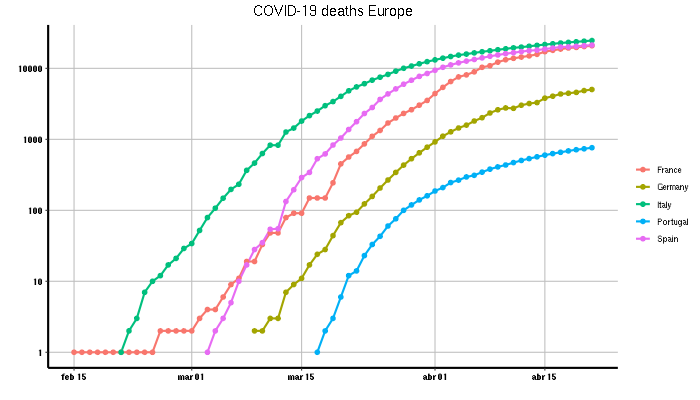 COVID-19 deaths Europe
10000
1000
100
10
1
feb 15
mar 01
mar 15
abr 01
abr 15
France
Germany
Italy
Portugal
Spain